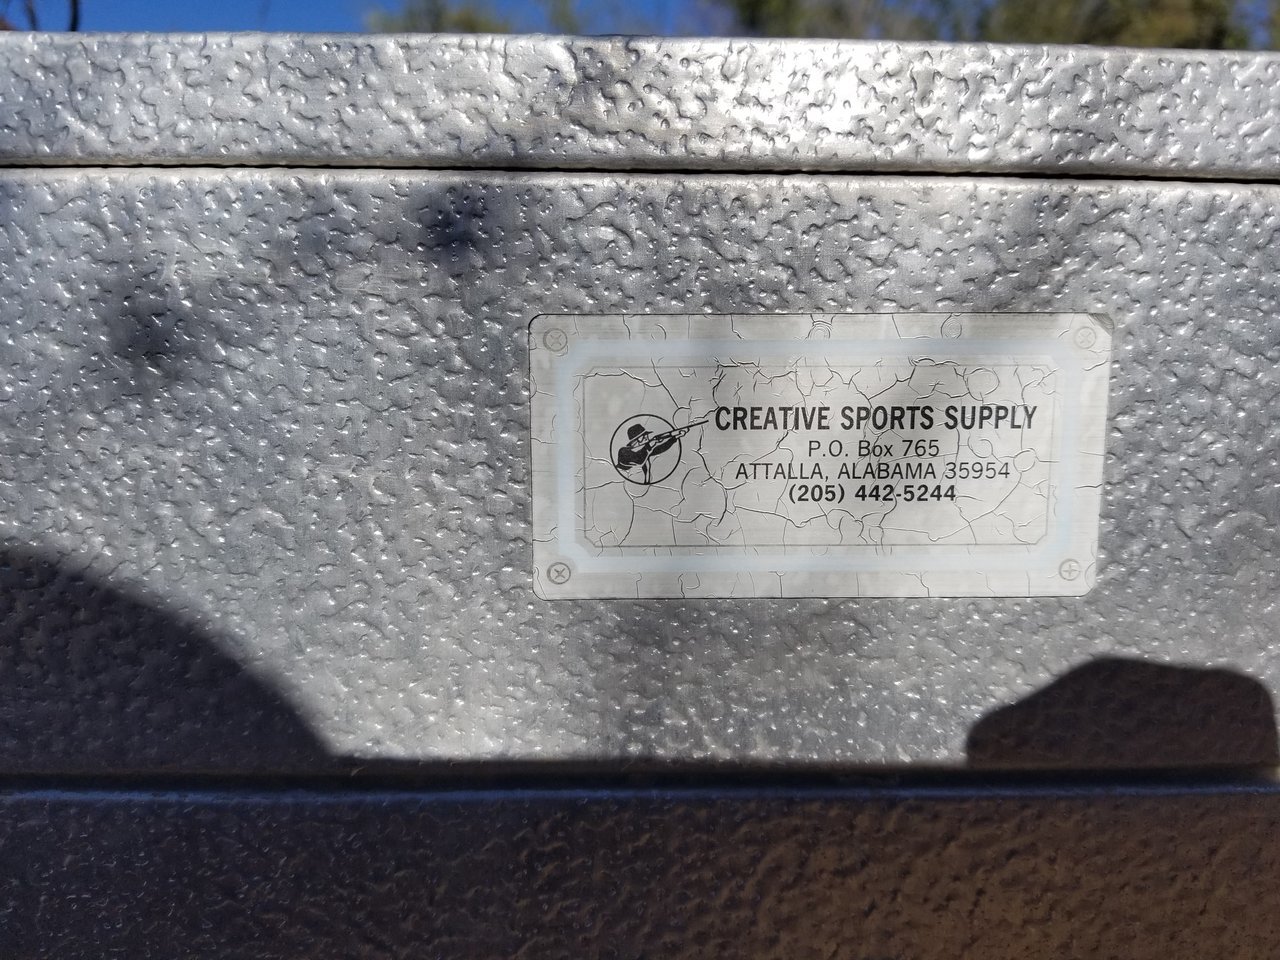 CREATIVE SPORTS SUPPLY
P.O. Box 765
ATTALLA, ALABAMA 35954
(205) 442-5244